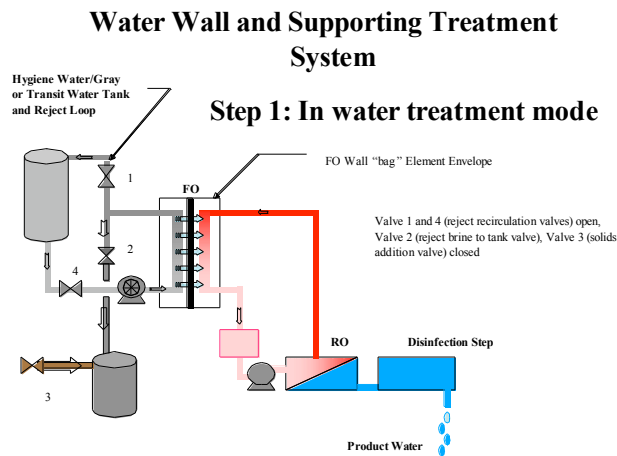 Water Wall and Supporting Treatment
System
Hygiene Water/Gray
or Transit Water Tank
and Reject Loop
Step 1: In water treatment mode
FO Wall “bag” Element Envelope
1
FO
Valve 1 and 4 (reject recirculation valves) open,
Valve 2 (reject brine to tank valve), Valve 3 (solids
addition valve) closed
2
4
RO
Disinfection Step
3
Product Water